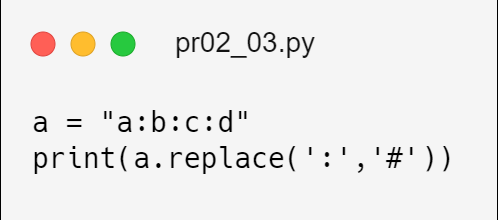 pr02_03.py
a = "a:b:c:d"
print(a.replace(':','#'))